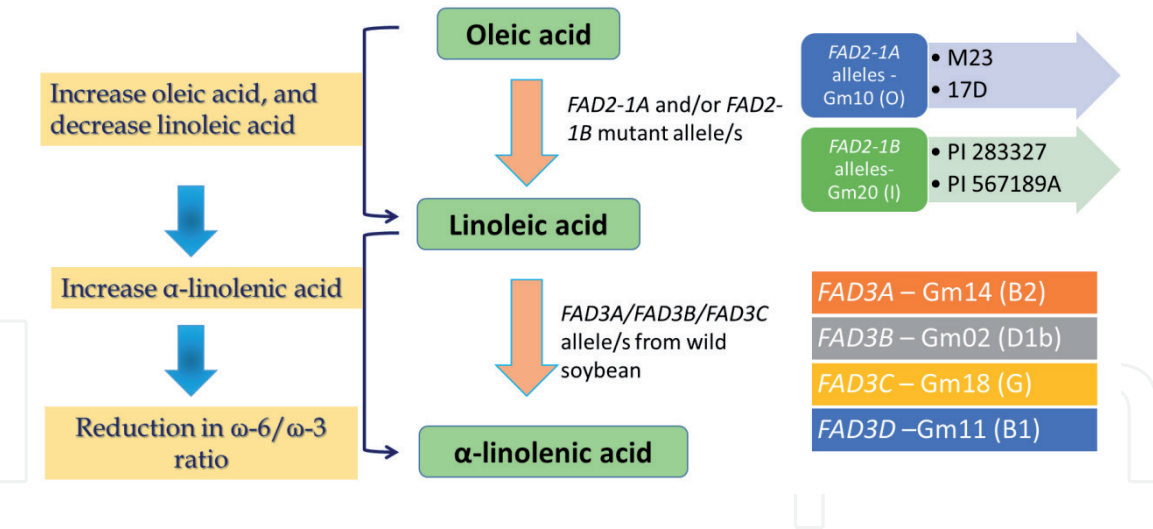 Increase oleic acid, and
decrease linoleic acid
Increase α-linolenic acid
Reduction in ω-6/ω-3
ratio
Oleic acid
FAD2-1A and/or FAD2-
1B mutant allele/s
Linoleic acid
FAD3A/FAD3B/FAD3C
allele/s from wild
soybean
α-linolenic acid
FAD2-1A
alleles -
Gm10 (O)
• M23
• 17D
FAD2-1B
alleles-
Gm20 (I)
• PI 283327
• PI 567189A
FAD3A – Gm14 (B2)
FAD3B – Gm02 (D1b)
FAD3C – Gm18 (G)
FAD3D –Gm11 (B1)